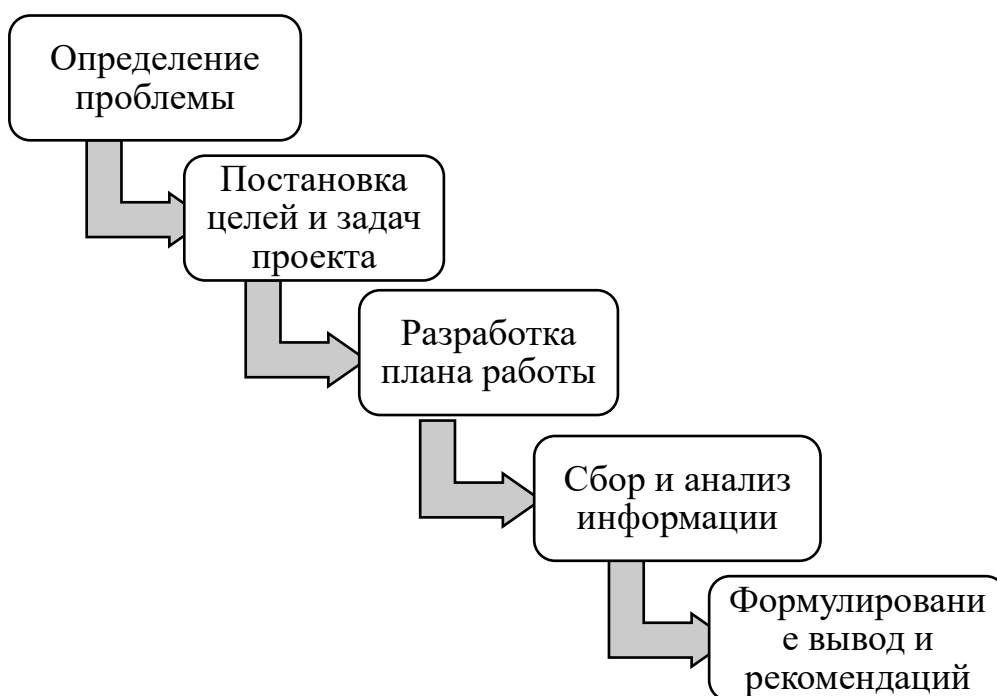 Определение
проблемы
Постановка
целей и задач
проекта
Разработка
плана работы
Сбор и анализ
информации
Формулировани
е вывод и
рекомендаций